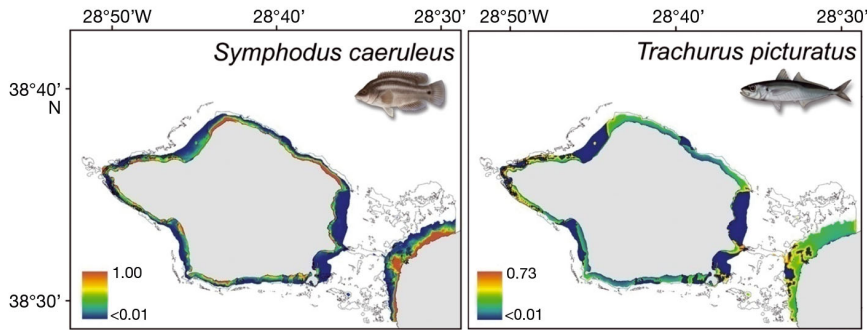 28°50'W 28°40' 28°30' 28°50'W 28°40' 28°30'
Symphodus caeruleus
Trachurus picturatus
38°40'
N
1.00
<0.01
0.73
<0.01
38°30'